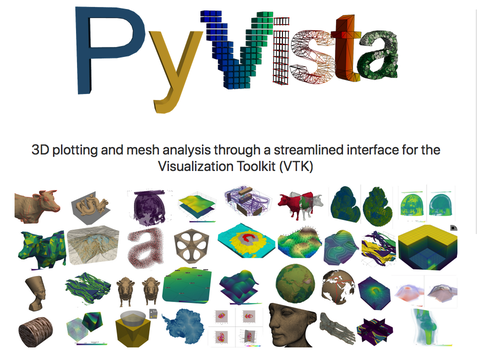 PyVista
3D plotting and mesh analysis through a streamlined interface for the
Visualization Toolkit (VTK)
a